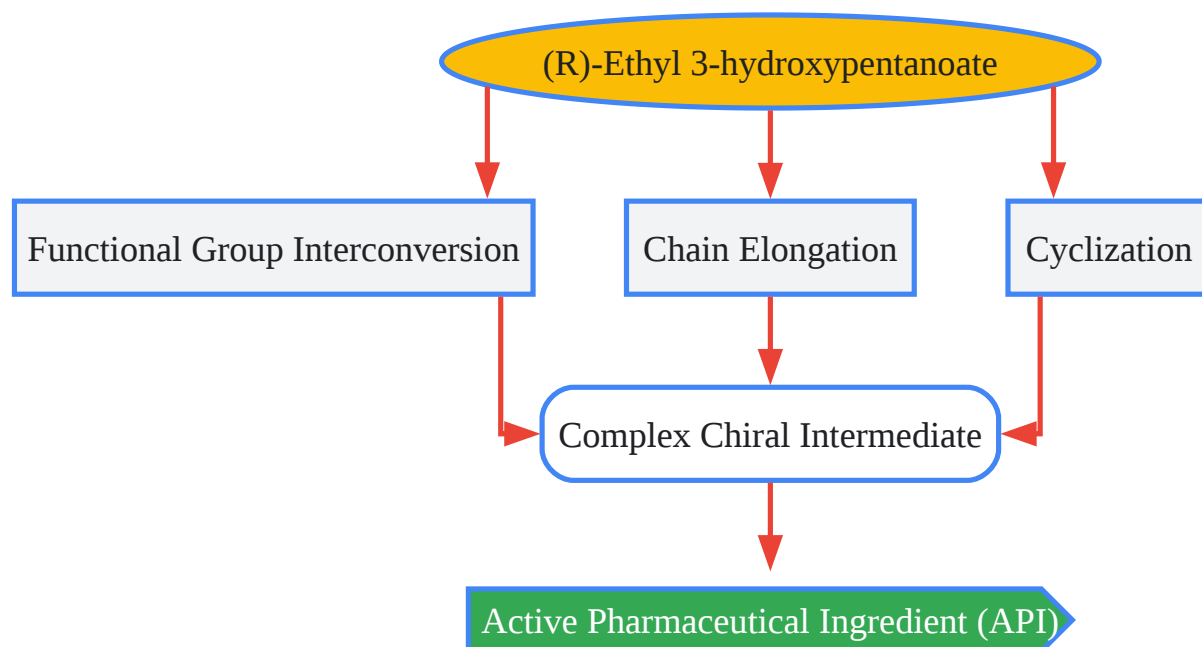 (R)-Ethyl 3-hydroxypentanoate
Functional Group Interconversion
Chain Elongation
Cyclization
Complex Chiral Intermediate
Active Pharmaceutical Ingredient (API)